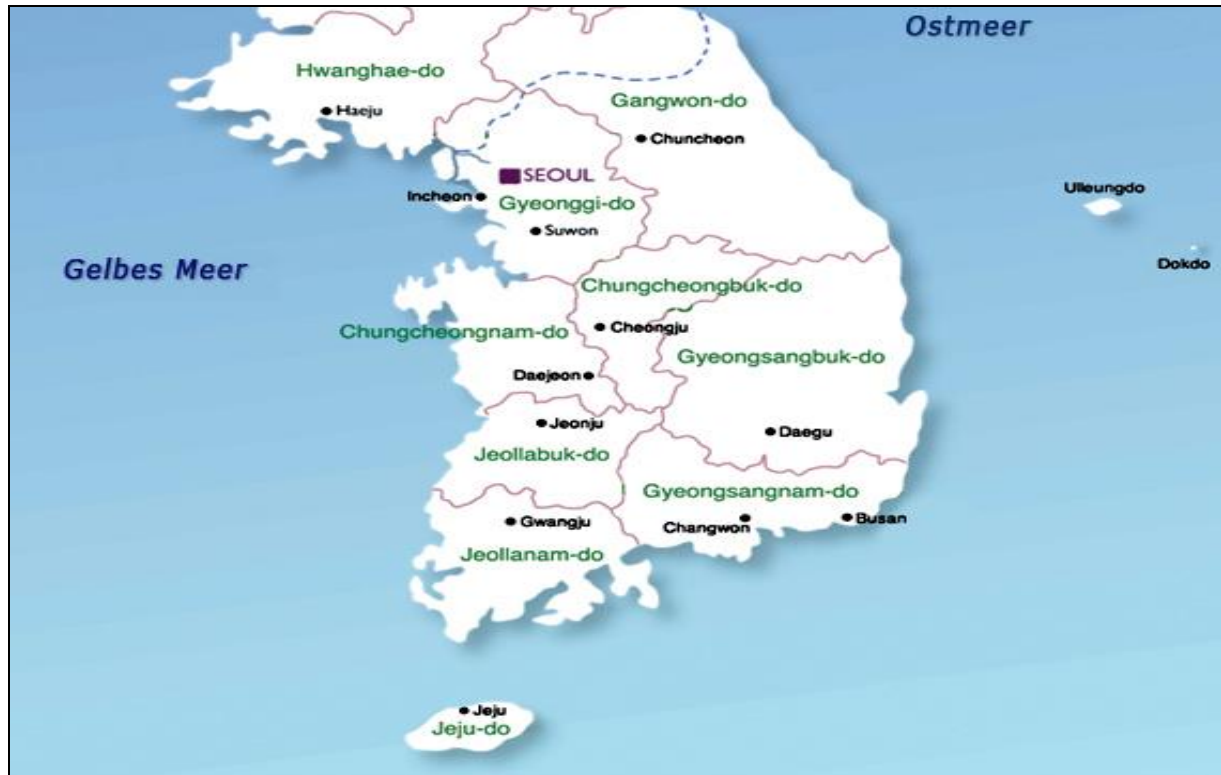 Ostmeer
Hwanghae-do
Gangwon-do
Haeju
Chuncheon
SEOUL
Ulleungdo
Incheon
Gyeonggi-do
Suwon
Gelbes Meer
Dokdo
Chungcheongbuk-do
Chungcheongnam-do
Cheongju
Gyeongsangbuk-do
Daejeon
Jeonju
Daegu
Jeollabuk-do
Gyeongsangnam-do
Gwangju
Changwon
Busan
Jeollanam-do
Jeju
Jeju-do